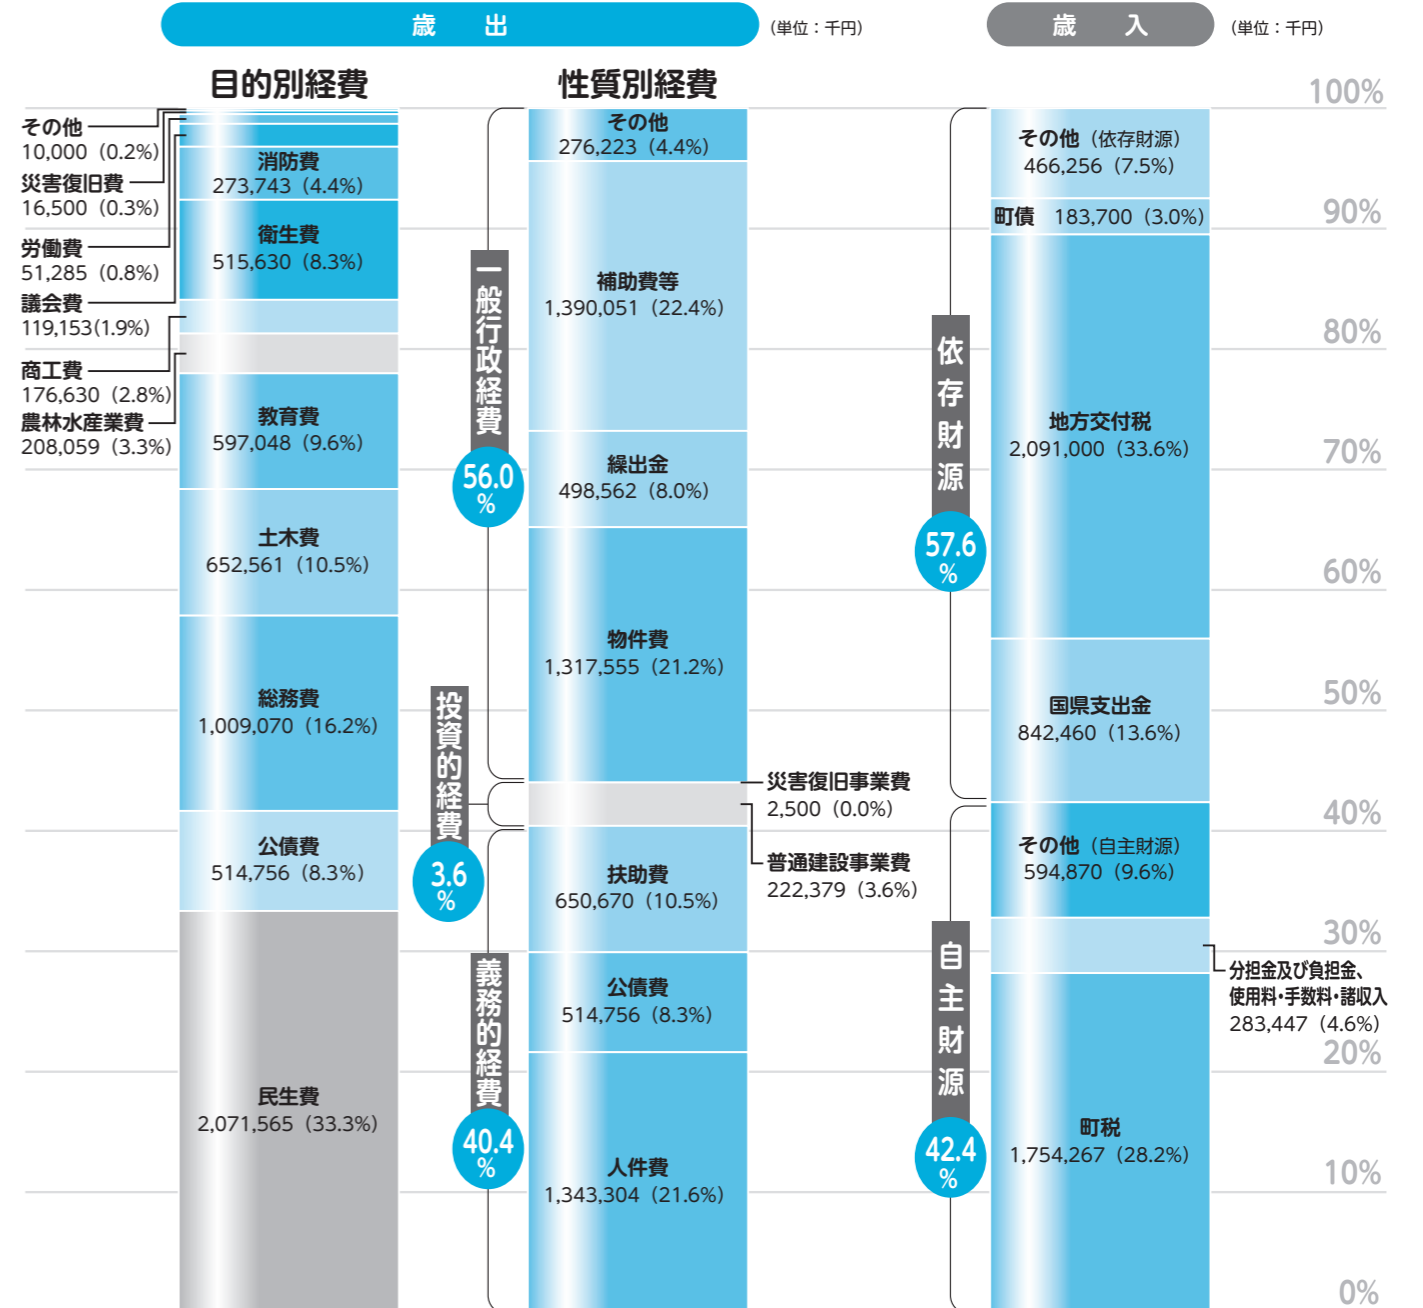 歳　出
（単位：千円）
歳　入
（単位：千円）
目的別経費
その他
10,000（0.2%）
災害復旧費
16,500（0.3%）
労働費
51,285（0.8%）
議会費
119,153(1.9%)
商工費
176,630（2.8%）
農林水産業費
208,059（3.3%）
消防費
273,743（4.4%）
衛生費
515,630（8.3%）
教育費
597,048（9.6%）
土木費
652,561（10.5%）
総務費
1,009,070（16.2%）
公債費
514,756（8.3%）
民生費
2,071,565（33.3%）
性質別経費
一般行政経費
56.0
%
投資的経費
3.6
%
義務的経費
40.4
%
その他
276,223（4.4%）
補助費等
1,390,051（22.4%）
繰出金
498,562（8.0%）
物件費
1,317,555（21.2%）
災害復旧事業費
2,500（0.0%）
普通建設事業費
222,379（3.6%）
扶助費
650,670（10.5%）
公債費
514,756（8.3%）
人件費
1,343,304（21.6%）
依存財源
57.6
%
自主財源
42.4
%
その他（依存財源）
466,256（7.5%）
町債　183,700（3.0%）
地方交付税
2,091,000（33.6%）
国県支出金
842,460（13.6%）
その他（自主財源）
594,870（9.6%）
分担金及び負担金、
使用料・手数料・諸収入
283,447（4.6%）
町税
1,754,267（28.2%）
100%
90%
80%
70%
60%
50%
40%
30%
20%
10%
0%